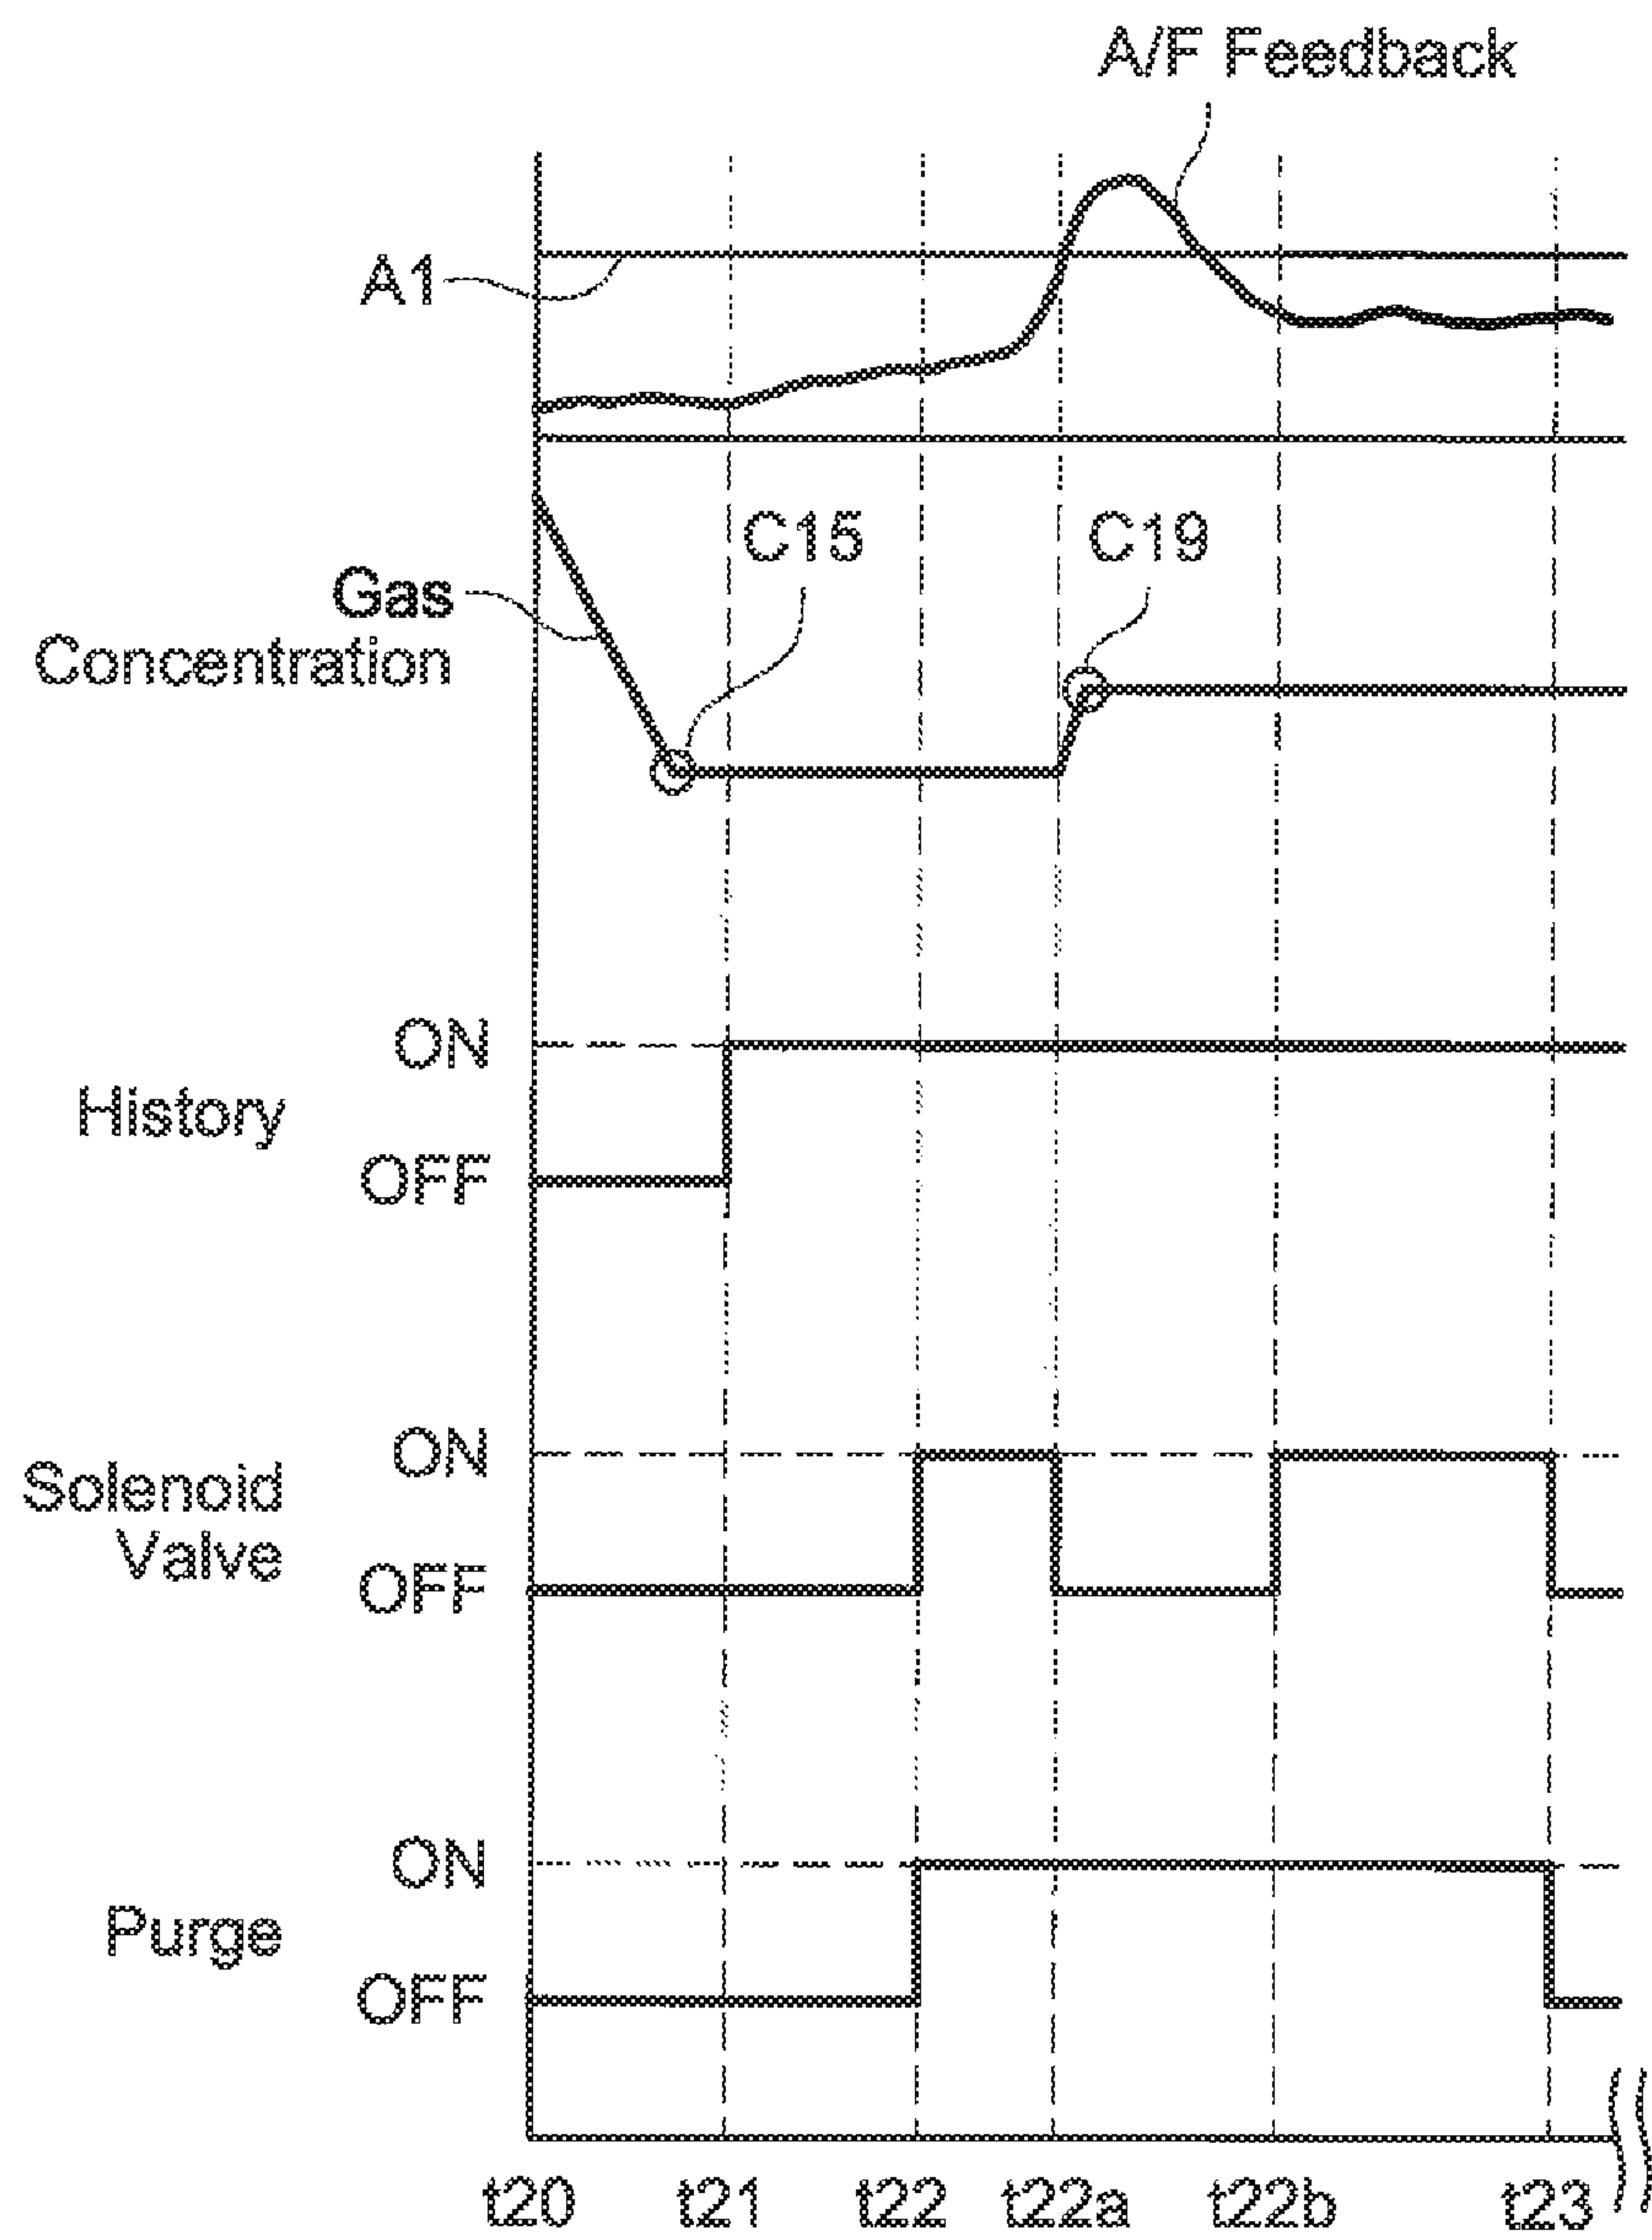 A/F Feedback
A1
C15
C19
Gas
Concentration
ON
History
OFF
ON
Solenoid
Valve
OFF
ON
Purge
OFF
t20 t21 t22 t22a t22b t23